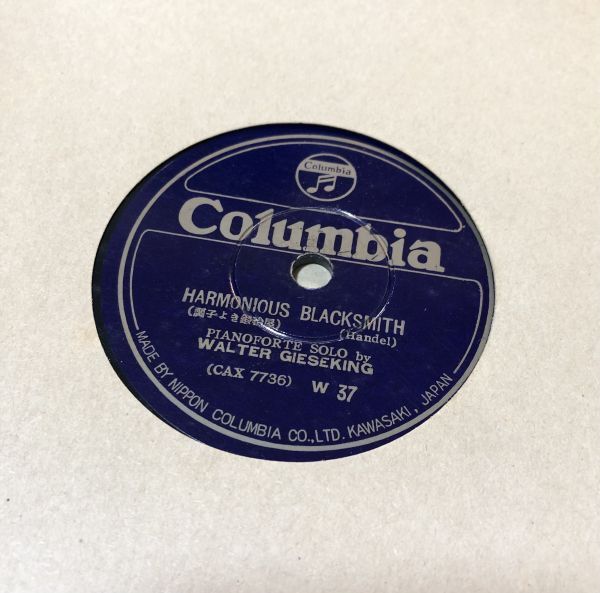 Columbia
Columbia
HARMONIOUS BLACKSMITH
(調子よき鍛冶屋) (Handel)
PIANOFORTE SOLO by
WALTER GIESEKING
(CAX 7736) W 37
MADE BY NIPPON COLUMBIA CO.,LTD. KAWASAKI, JAPAN